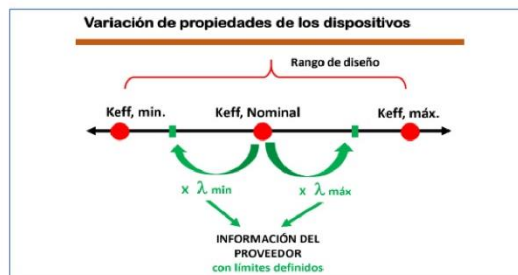 Variación de propiedades de los dispositivos
Rango de diseño
Keff, min.
Keff, Nominal
Keff, máx.
x λ min
x λ máx
INFORMACIÓN DEL
PROVEEDOR
con límites definidos